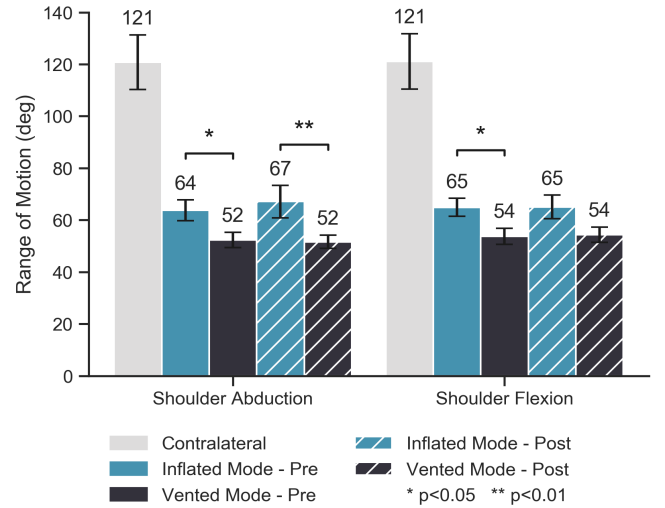 Range of Motion (deg)
140
120
100
80
60
40
20
0
121
64
52
67
52
*
**
121
65
54
65
54
*
Shoulder Abduction
Shoulder Flexion
Contralateral
Inflated Mode - Pre
Vented Mode - Pre
Inflated Mode - Post
Vented Mode - Post
* p<0.05 ** p<0.01